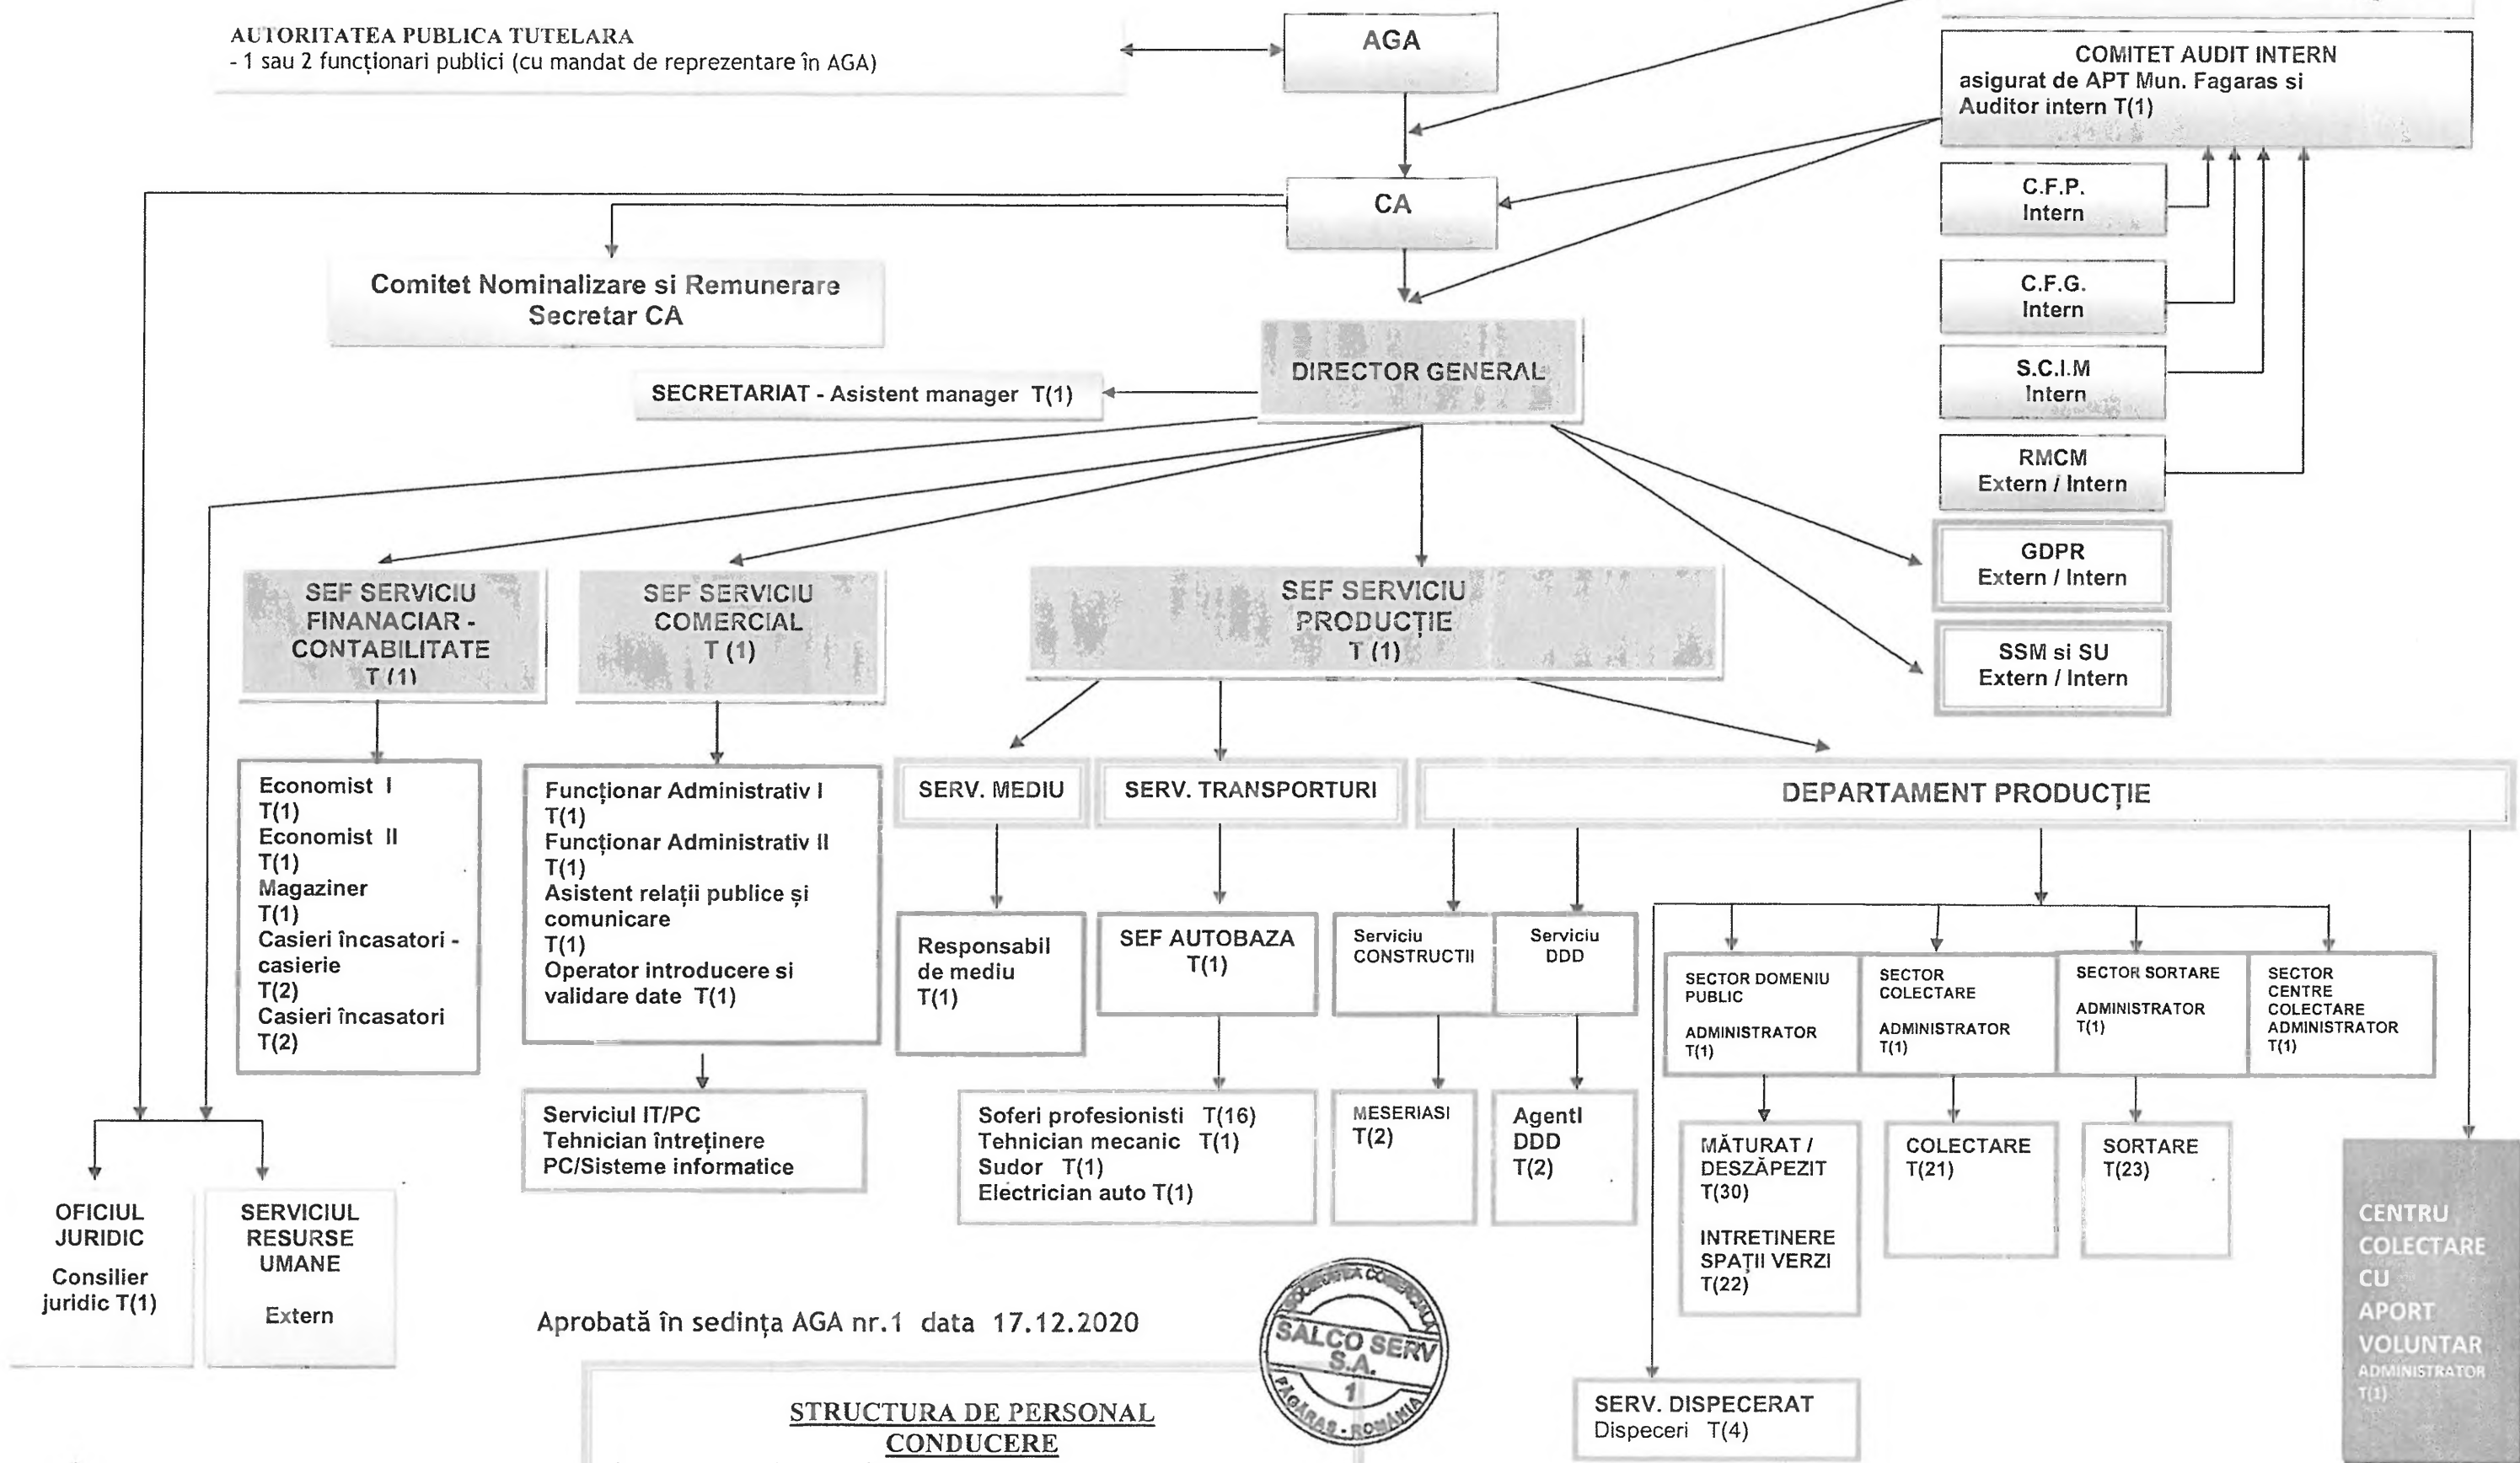 AUTORITATEA PUBLICA TUTELARA
- 1 sau 2 funcționari publici (cu mandat de reprezentare în AGA)
AGA
COMITET AUDIT INTERN
asigurat de APT Mun. Fagaras si
Auditor intern T(1)
CA
C.F.P.
Intern
C.F.G.
Intern
S.C.I.M
Intern
RMCM
Extern / Intern
GDPR
Extern / Intern
SSM si SU
Extern / Intern
Comitet Nominalizare si Remunerare
Secretar CA
DIRECTOR GENERAL
SECRETARIAT - Asistent manager T(1)
SEF SERVICIU
FINANACIAR -
CONTABILITATE
T (1)
SEF SERVICIU
COMERCIAL
T (1)
SEF SERVICIU
PRODUCȚIE
T (1)
Economist I
T(1)
Economist II
T(1)
Magaziner
T(1)
Casieri încasatori -
casierie
T(2)
Casieri încasatori
T(2)
Funcționar Administrativ I
T(1)
Funcționar Administrativ II
T(1)
Asistent relații publice și
comunicare
T(1)
Operator introducere si
validare date T(1)
Serviciul IT/PC
Tehnician întreținere
PC/Sisteme informatice
SERV. MEDIU
SERV. TRANSPORTURI
DEPARTAMENT PRODUCȚIE
Responsabil
de mediu
T(1)
SEF AUTOBAZA
T(1)
Serviciu
CONSTRUCTII
Serviciu
DDD
SECTOR DOMENIU
PUBLIC
ADMINISTRATOR
T(1)
SECTOR
COLECTARE
ADMINISTRATOR
T(1)
SECTOR SORTARE
ADMINISTRATOR
T(1)
SECTOR
CENTRE
COLECTARE
ADMINISTRATOR
T(1)
Soferi profesionisti T(16)
Tehnician mecanic T(1)
Sudor T(1)
Electrician auto T(1)
MESERIASI
T(2)
AgentI
DDD
T(2)
MĂTURAT /
DESZĂPEZIT
T(30)
INTRETINERE
SPAȚII VERZI
T(22)
COLECTARE
T(21)
SORTARE
T(23)
CENTRU
COLECTARE
CU
APORT
VOLUNTAR
ADMINISTRATOR
T(1)
OFICIUL
JURIDIC
Consilier
juridic T(1)
SERVICIUL
RESURSE
UMANE
Extern
Aprobată în sedința AGA nr.1 data 17.12.2020
SOCIETATEA COMERCIALA
SALCO SERV
S.A.
1
FĂGĂRAS - ROMÂNIA
SERV. DISPECERAT
Dispeceri T(4)
STRUCTURA DE PERSONAL
CONDUCERE